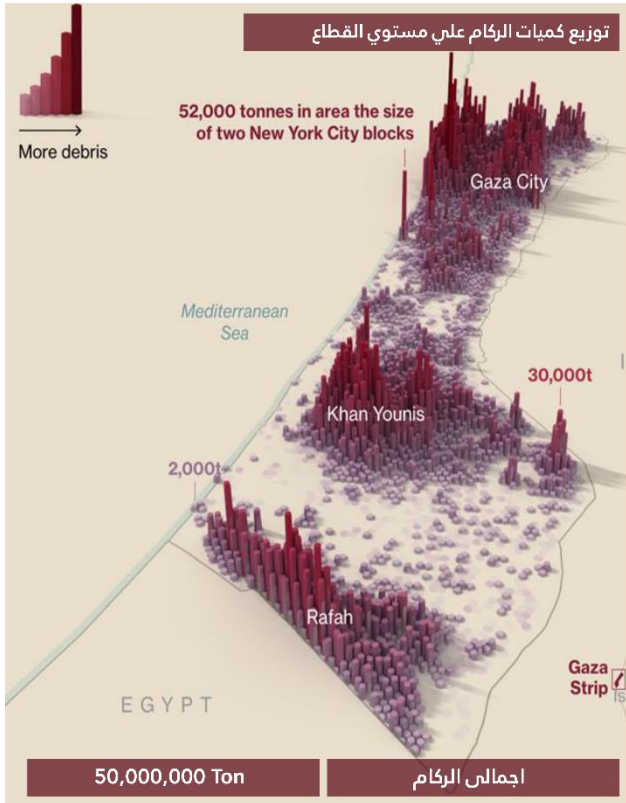 توزيع كميات الركام علي مستوي القطاع
More debris
52,000 tonnes in area the size
of two New York City blocks
Gaza City
Mediterranean
Sea
30,000t
Khan Younis
2,000t
Rafah
Gaza
Strip
Is
EGYPT
50,000,000 Ton
اجمالى الركام